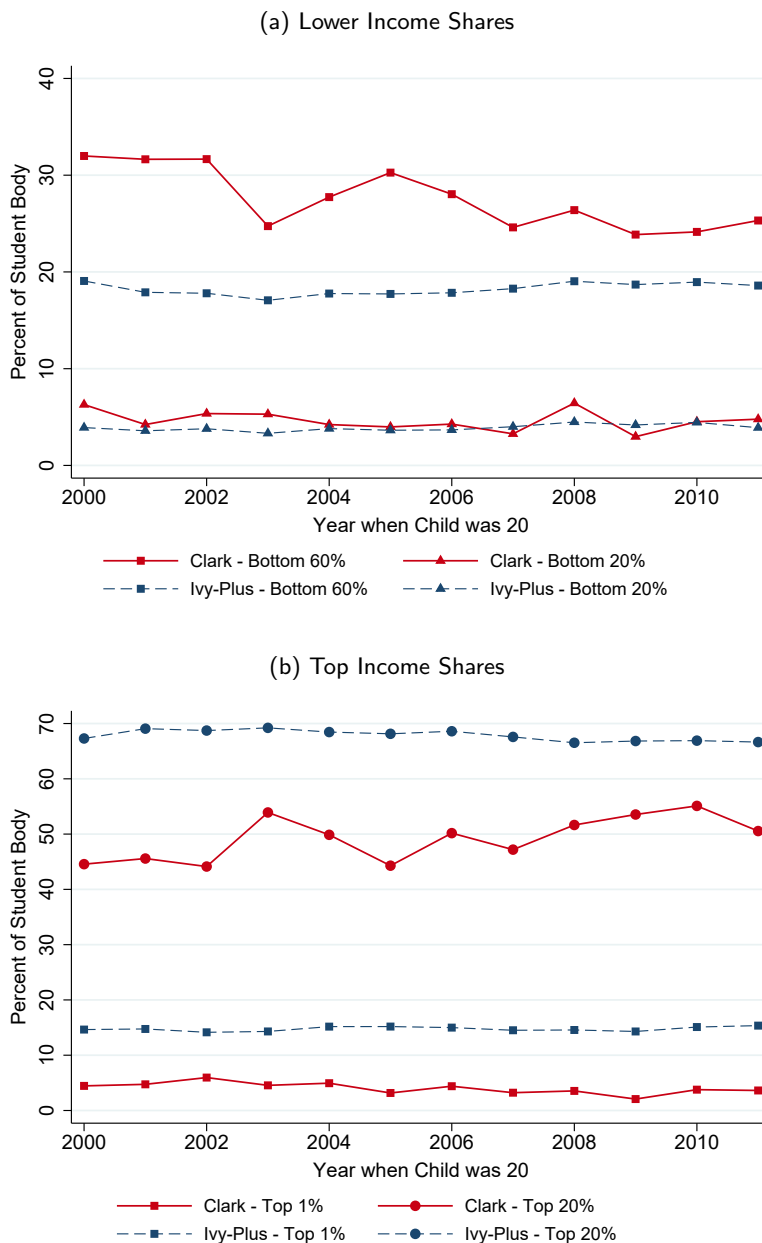 (a) Lower Income Shares
40
30
20
10
0
Percent of Student Body
2000 2002 2004 2006 2008 2010
Year when Child was 20
Clark - Bottom 60% Clark - Bottom 20%
Ivy-Plus - Bottom 60% Ivy-Plus - Bottom 20%
(b) Top Income Shares
70
60
50
40
30
20
10
0
Percent of Student Body
2000 2002 2004 2006 2008 2010
Year when Child was 20
Clark - Top 1% Clark - Top 20%
Ivy-Plus - Top 1% Ivy-Plus - Top 20%